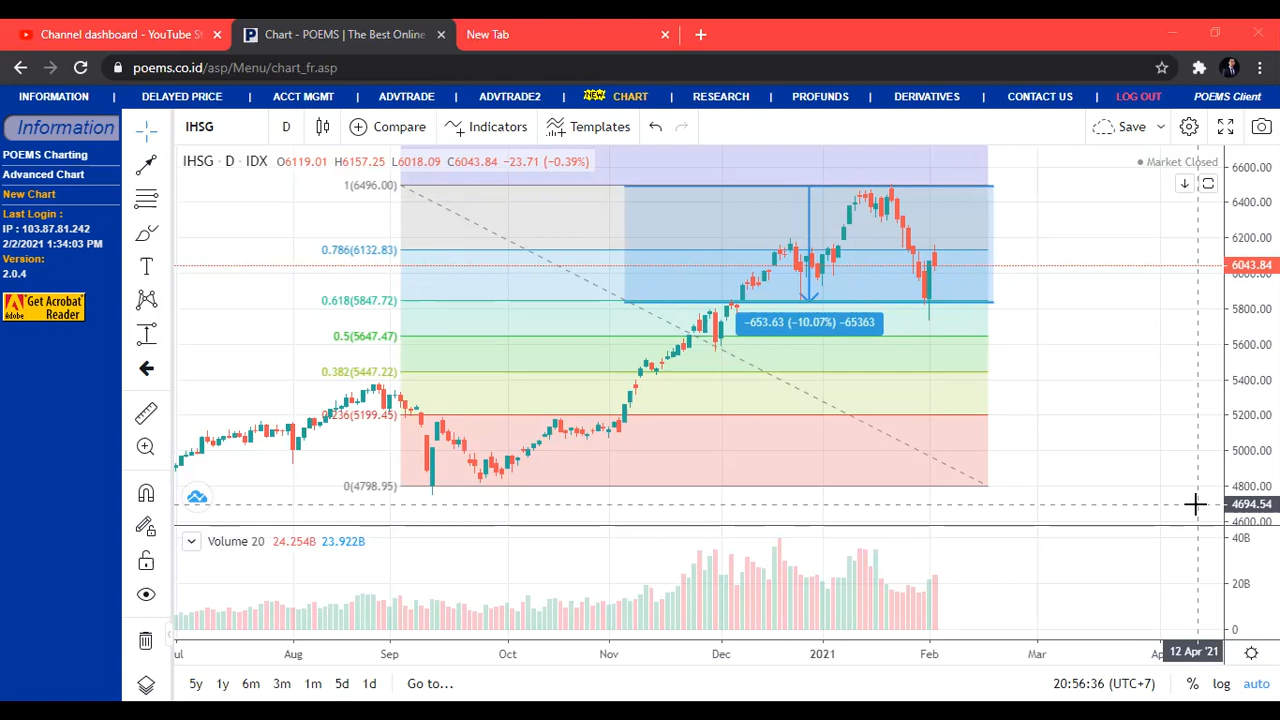 Channel dashboard - YouTube St
Chart - POEMS | The Best Online
New Tab
poems.co.id/asp/Menu/chart_fr.asp
INFORMATION | DELAYED PRICE | ACCT MGMT | ADVTRADE | ADVTRADE2 | NEW CHART | RESEARCH | PROFUNDS | DERIVATIVES | CONTACT US | LOG OUT POEMS Client
Information
POEMS Charting
Advanced Chart
New Chart
Last Login :
IP : 103.87.81.242
2/2/2021 1:34:03 PM
Version:
2.0.4
Get Acrobat
Reader
Adobe
IHSG D Compare Indicators Templates Save
IHSG · D · IDX O6119.01 H6157.25 L6018.09 C6043.84 −23.71 (−0.39%)
Market Closed
1(6496.00)
0.786(6132.83)
0.618(5847.72)
0.5(5647.47)
0.382(5447.22)
0.236(5199.45)
0(4798.95)
−653.63 (−10.07%) −65363
6600.00
6400.00
6200.00
6043.84
6000.00
5800.00
5600.00
5400.00
5200.00
5000.00
4800.00
4694.54
4600.00
Volume 20 24.254B 23.922B
40B
20B
0
ul Aug Sep Oct Nov Dec 2021 Feb Mar Ap 12 Apr '21
5y 1y 6m 3m 1m 5d 1d Go to... 20:56:36 (UTC+7) % log auto